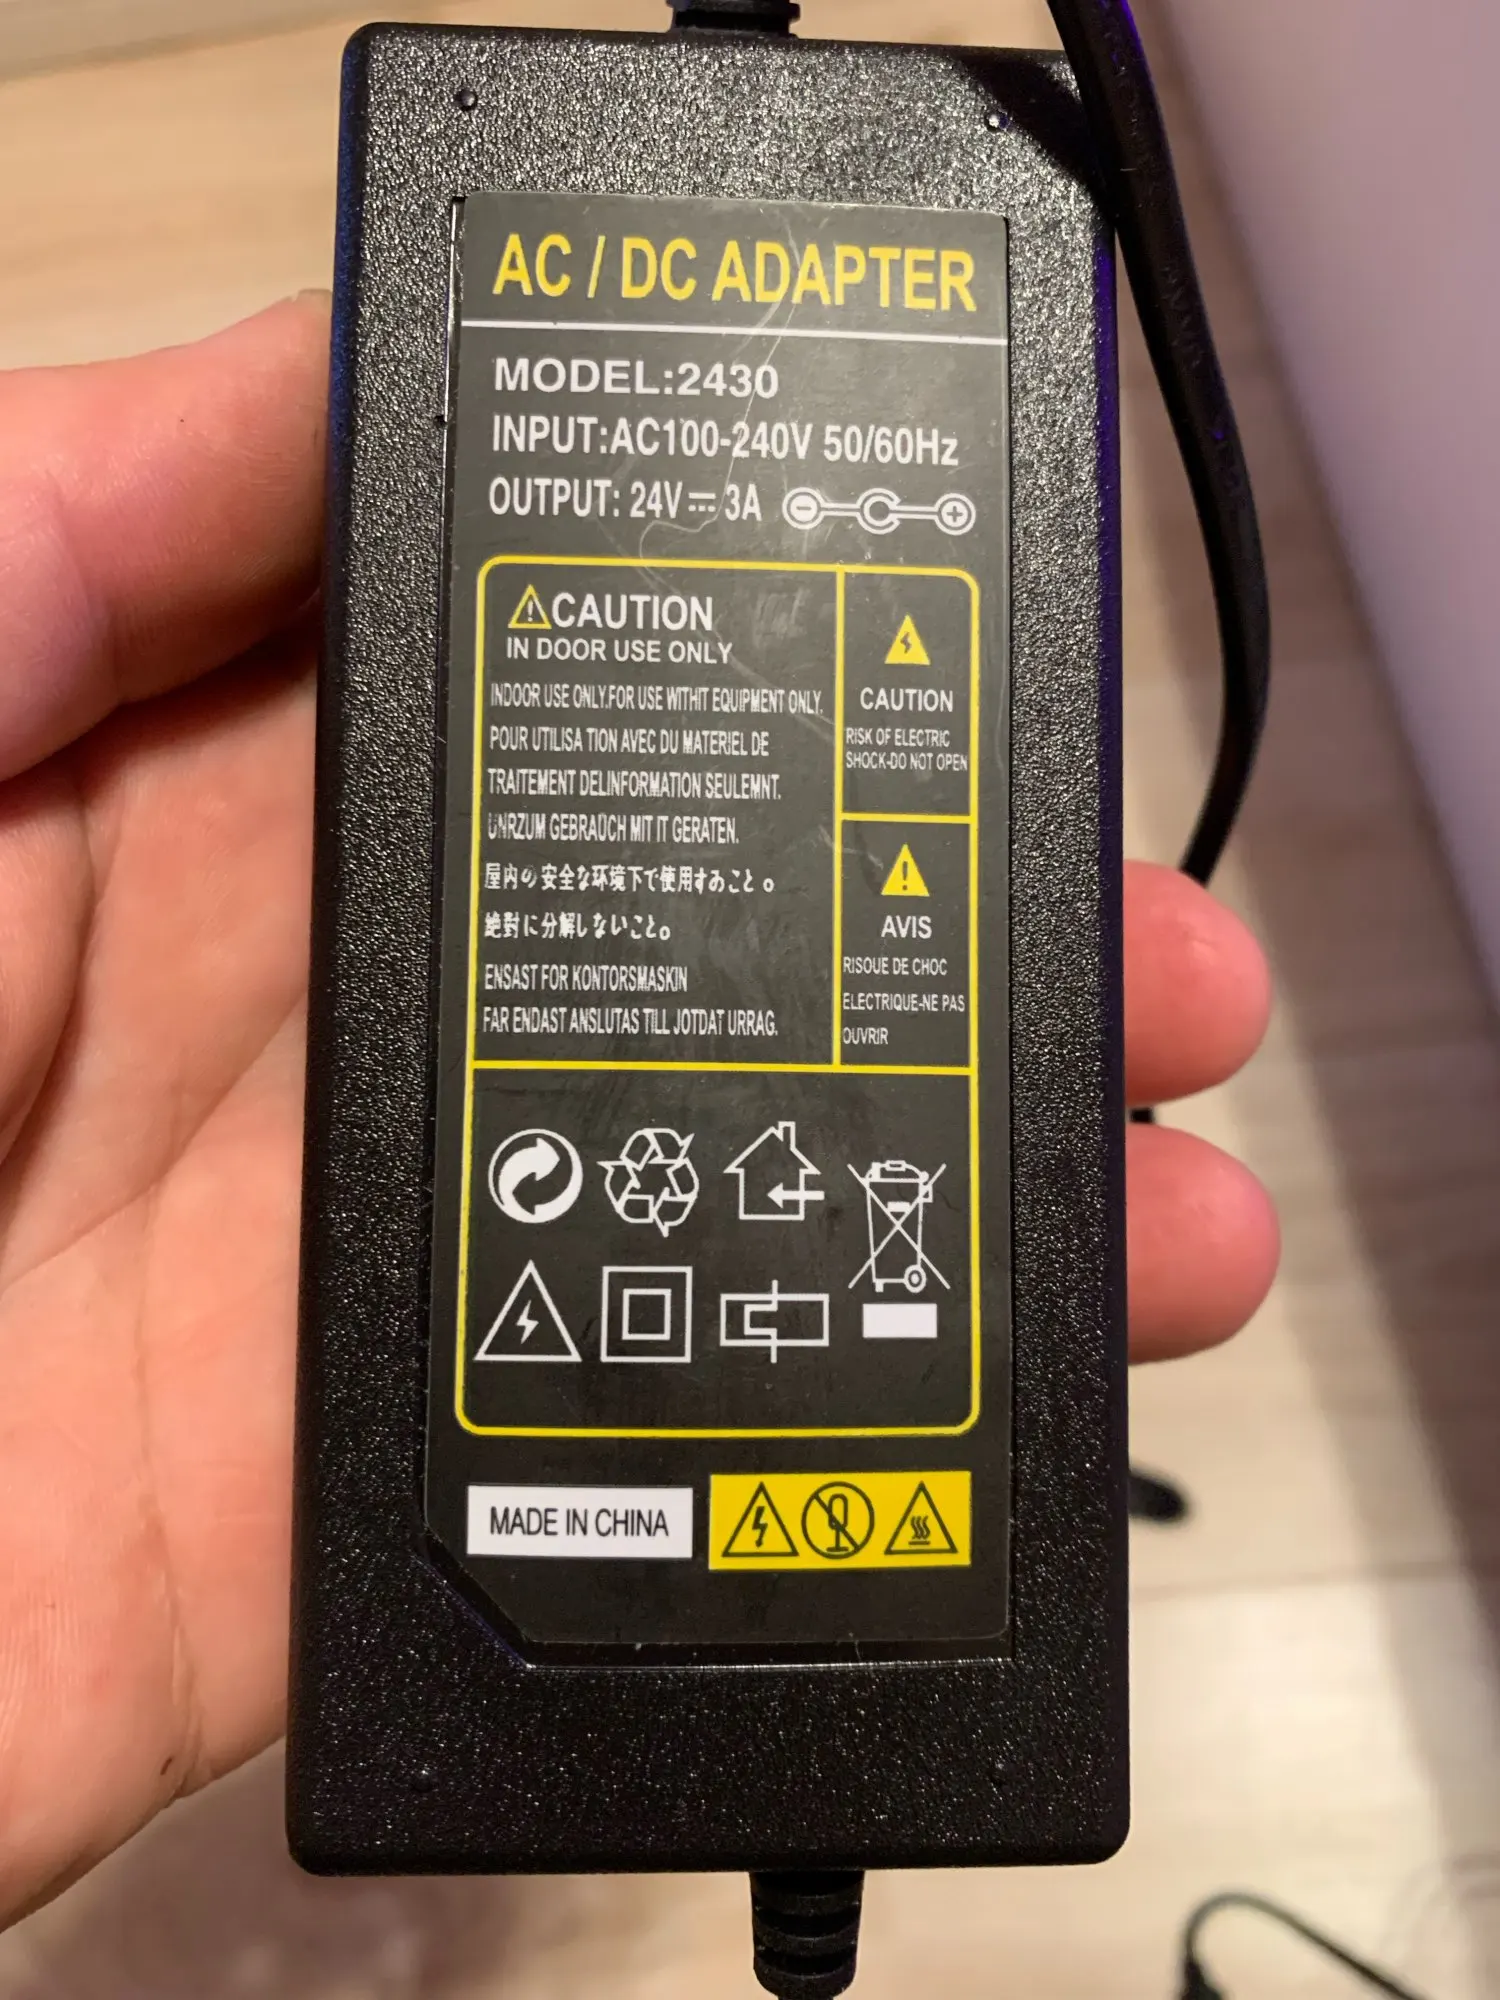 AC / DC ADAPTER
MODEL:2430
INPUT:AC100-240V 50/60Hz
OUTPUT: 24V⎓3A
CAUTION
IN DOOR USE ONLY
INDOOR USE ONLY.FOR USE WITHIT EQUIPMENT ONLY.
POUR UTILISA TION AVEC DU MATERIEL DE
TRAITEMENT DELINFORMATION SEULEMNT.
UNRZUM GEBRAUCH MIT IT GERATEN.
屋内の安全な环境下で使用すみこと。
绝對に分解しないこと。
ENSAST FOR KONTORSMASKIN
FAR ENDAST ANSLUTAS TILL JOTDAT URRAG.
CAUTION
RISK OF ELECTRIC
SHOCK-DO NOT OPEN
AVIS
RISOUE DE CHOC
ELECTRIQUE-NE PAS
OUVRIR
MADE IN CHINA